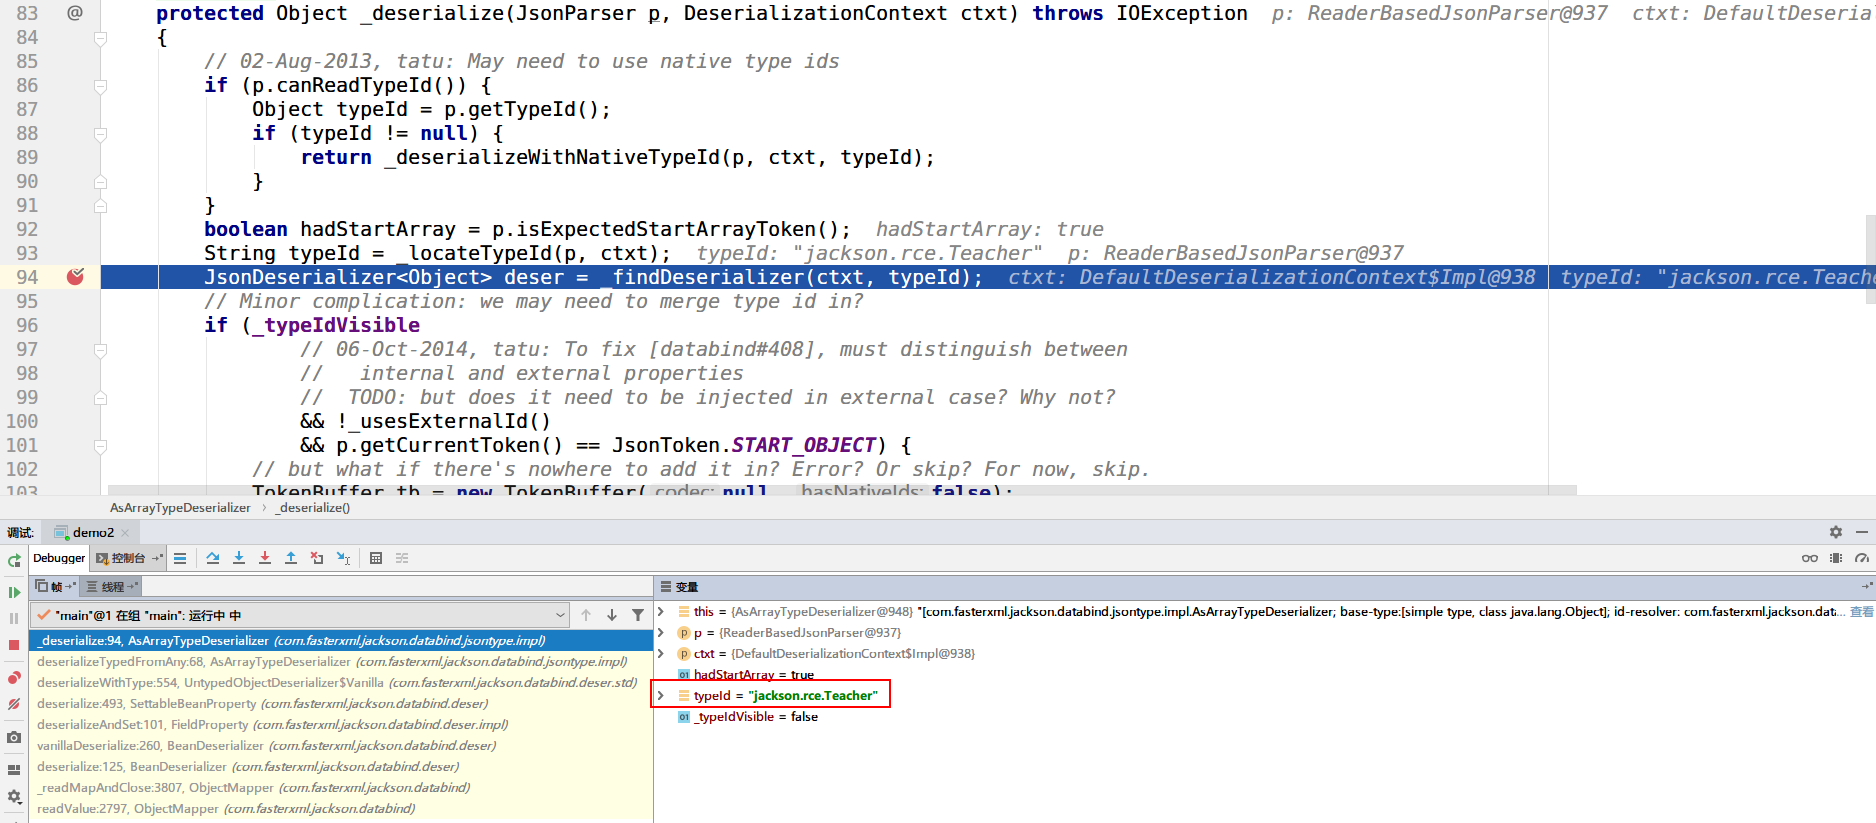 83 @ protected Object _deserialize(JsonParser p, DeserializationContext ctxt) throws IOException p: ReaderBasedJsonParser@937 ctxt: DefaultDeserial
84 {
85 // 02-Aug-2013, tatu: May need to use native type ids
86 if (p.canReadTypeId()) {
87 Object typeId = p.getTypeId();
88 if (typeId != null) {
89 return _deserializeWithNativeTypeId(p, ctxt, typeId);
90 }
91 }
92 boolean hadStartArray = p.isExpectedStartArrayToken(); hadStartArray: true
93 String typeId = _locateTypeId(p, ctxt); typeId: "jackson.rce.Teacher" p: ReaderBasedJsonParser@937
94 JsonDeserializer<Object> deser = _findDeserializer(ctxt, typeId); ctxt: DefaultDeserializationContext$Impl@938 typeId: "jackson.rce.Teache
95 // Minor complication: we may need to merge type id in?
96 if (_typeIdVisible
97 // 06-Oct-2014, tatu: To fix [databind#408], must distinguish between
98 // internal and external properties
99 // TODO: but does it need to be injected in external case? Why not?
100 && !_usesExternalId()
101 && p.getCurrentToken() == JsonToken.START_OBJECT) {
102 // but what if there's nowhere to add it in? Error? Or skip? For now, skip.
103 TokenBuffer tb = new TokenBuffer( codec: null, hasNativeIds: false);
AsArrayTypeDeserializer › _deserialize()
调试: demo2
Debugger 控制台
帧 线程
变量
"main"@1 在组 "main": 运行中 中
_deserialize:94, AsArrayTypeDeserializer (com.fasterxml.jackson.databind.jsontype.impl)
deserializeTypedFromAny:68, AsArrayTypeDeserializer (com.fasterxml.jackson.databind.jsontype.impl)
deserializeWithType:554, UntypedObjectDeserializer$Vanilla (com.fasterxml.jackson.databind.deser.std)
deserialize:493, SettableBeanProperty (com.fasterxml.jackson.databind.deser)
deserializeAndSet:101, FieldProperty (com.fasterxml.jackson.databind.deser.impl)
vanillaDeserialize:260, BeanDeserializer (com.fasterxml.jackson.databind.deser)
deserialize:125, BeanDeserializer (com.fasterxml.jackson.databind.deser)
_readMapAndClose:3807, ObjectMapper (com.fasterxml.jackson.databind)
readValue:2797, ObjectMapper (com.fasterxml.jackson.databind)
this = {AsArrayTypeDeserializer@948} "[com.fasterxml.jackson.databind.jsontype.impl.AsArrayTypeDeserializer; base-type:[simple type, class java.lang.Object]; id-resolver: com.fasterxml.jackson.data... 查看
p p = {ReaderBasedJsonParser@937}
p ctxt = {DefaultDeserializationContext$Impl@938}
01 hadStartArray = true
typeId = "jackson.rce.Teacher"
01 _typeIdVisible = false